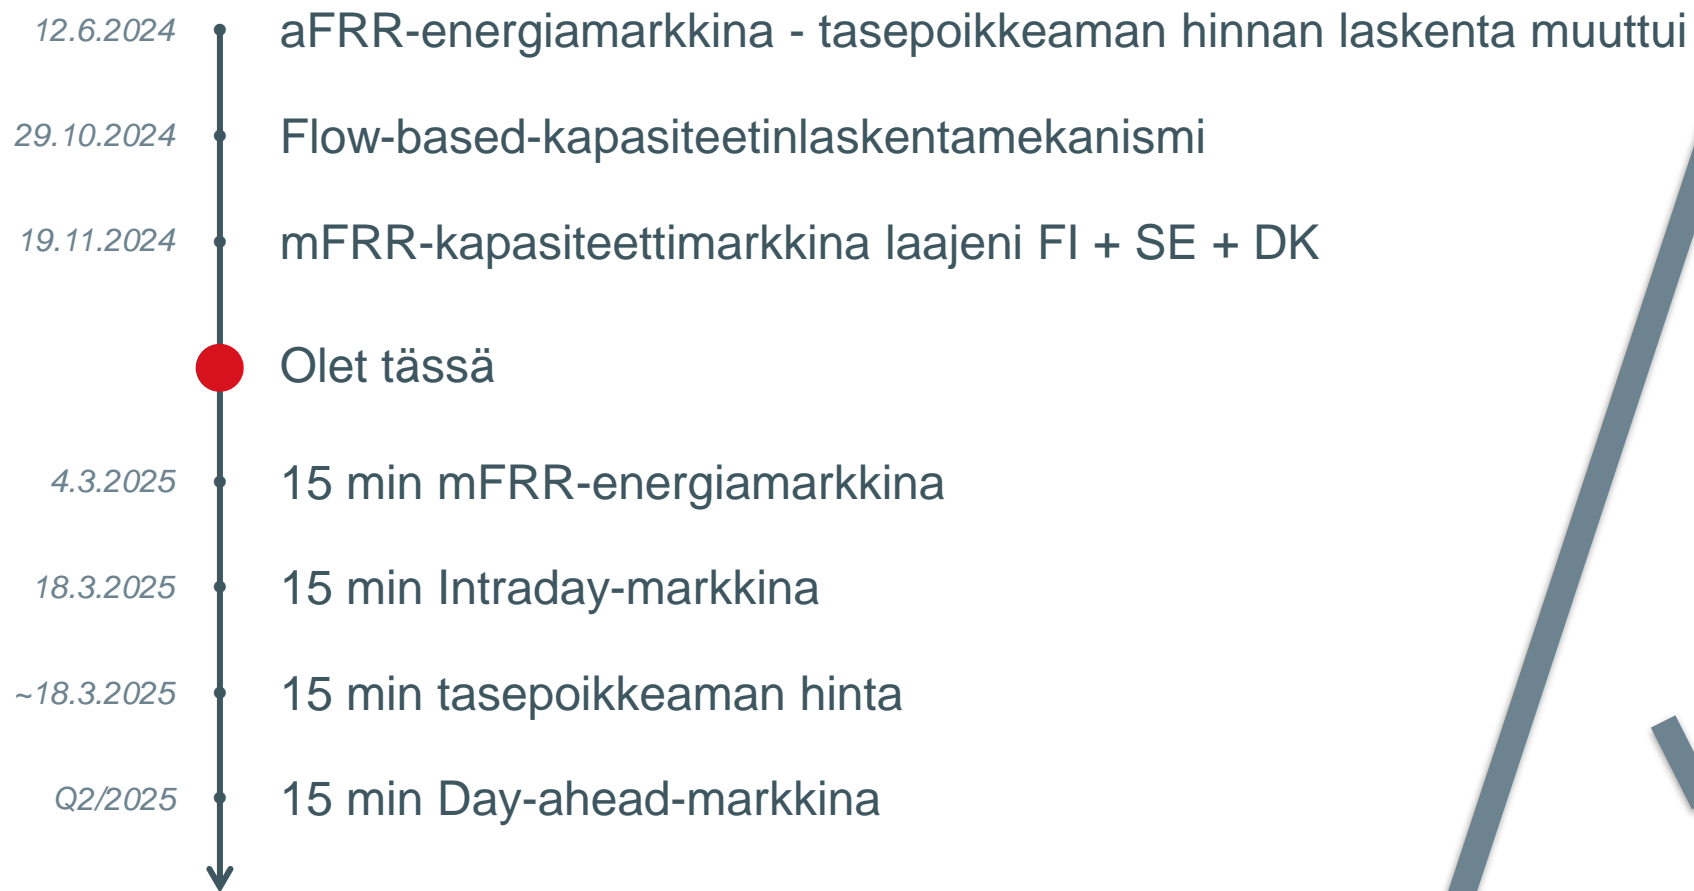 12.6.2024 aFRR-energiamarkkina - tasepoikkeaman hinnan laskenta muuttui
29.10.2024 Flow-based-kapasiteetinlaskentamekanismi
19.11.2024 mFRR-kapasiteettimarkkina laajeni FI + SE + DK
Olet tässä
4.3.2025 15 min mFRR-energiamarkkina
18.3.2025 15 min Intraday-markkina
~18.3.2025 15 min tasepoikkeaman hinta
Q2/2025 15 min Day-ahead-markkina